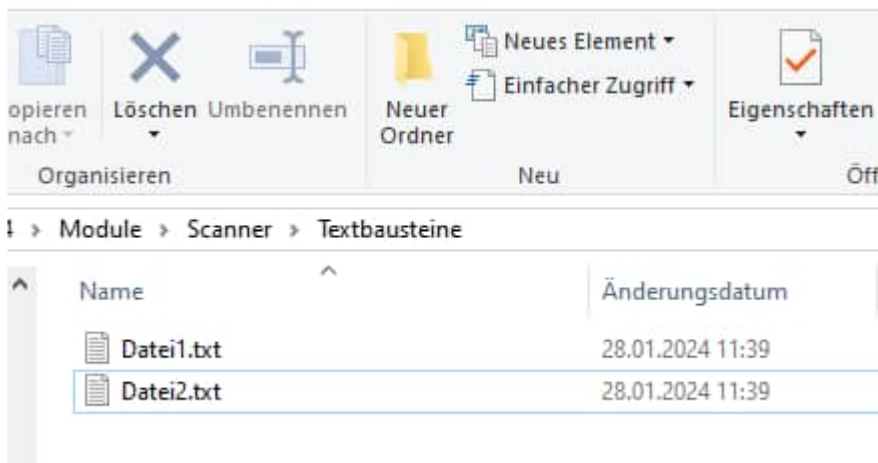 Neues Element
Einfacher Zugriff
opieren
nach
Löschen
Umbenennen
Neuer
Ordner
Eigenschaften
Organisieren
Neu
Öff
Module > Scanner > Textbausteine
Name
Änderungsdatum
Datei1.txt 28.01.2024 11:39
Datei2.txt 28.01.2024 11:39